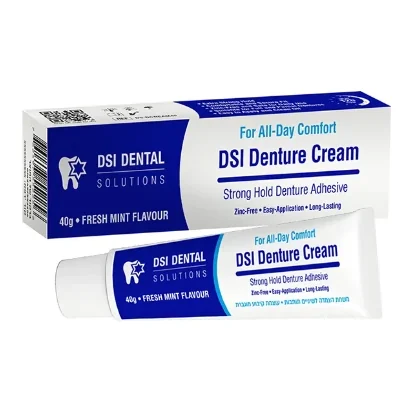 For All-Day Comfort
DSI DENTAL
SOLUTIONS
DSI Denture Cream
Strong Hold Denture Adhesive
Zinc-Free • Easy-Application • Long-Lasting
40g • FRESH MINT FLAVOUR
For All-Day Comfort
DSI DENTAL
SOLUTIONS
DSI Denture Cream
Strong Hold Denture Adhesive
Zinc-Free • Easy-Application • Long-Lasting
40g • FRESH MINT FLAVOUR